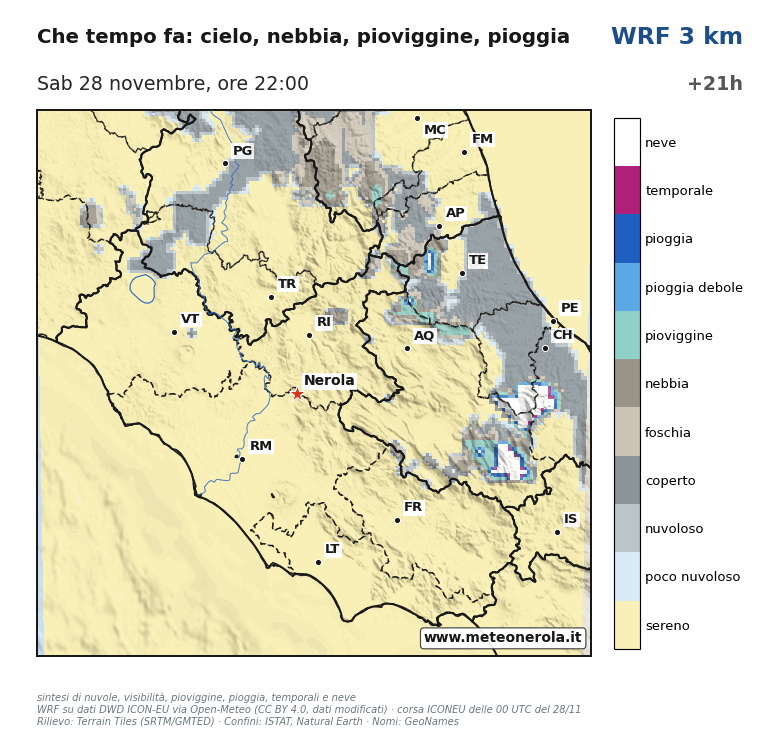 Che tempo fa: cielo, nebbia, pioviggine, pioggia
WRF 3 km
Sab 28 novembre, ore 22:00
+21h
MC
FM
PG
AP
TE
TR
PE
VT
RI
AQ
CH
Nerola
RM
FR
IS
LT
www.meteonerola.it
neve
temporale
pioggia
pioggia debole
pioviggine
nebbia
foschia
coperto
nuvoloso
poco nuvoloso
sereno
sintesi di nuvole, visibilità, pioviggine, pioggia, temporali e neve
WRF su dati DWD ICON-EU via Open-Meteo (CC BY 4.0, dati modificati) · corsa ICONEU delle 00 UTC del 28/11
Rilievo: Terrain Tiles (SRTM/GMTED) · Confini: ISTAT, Natural Earth · Nomi: GeoNames